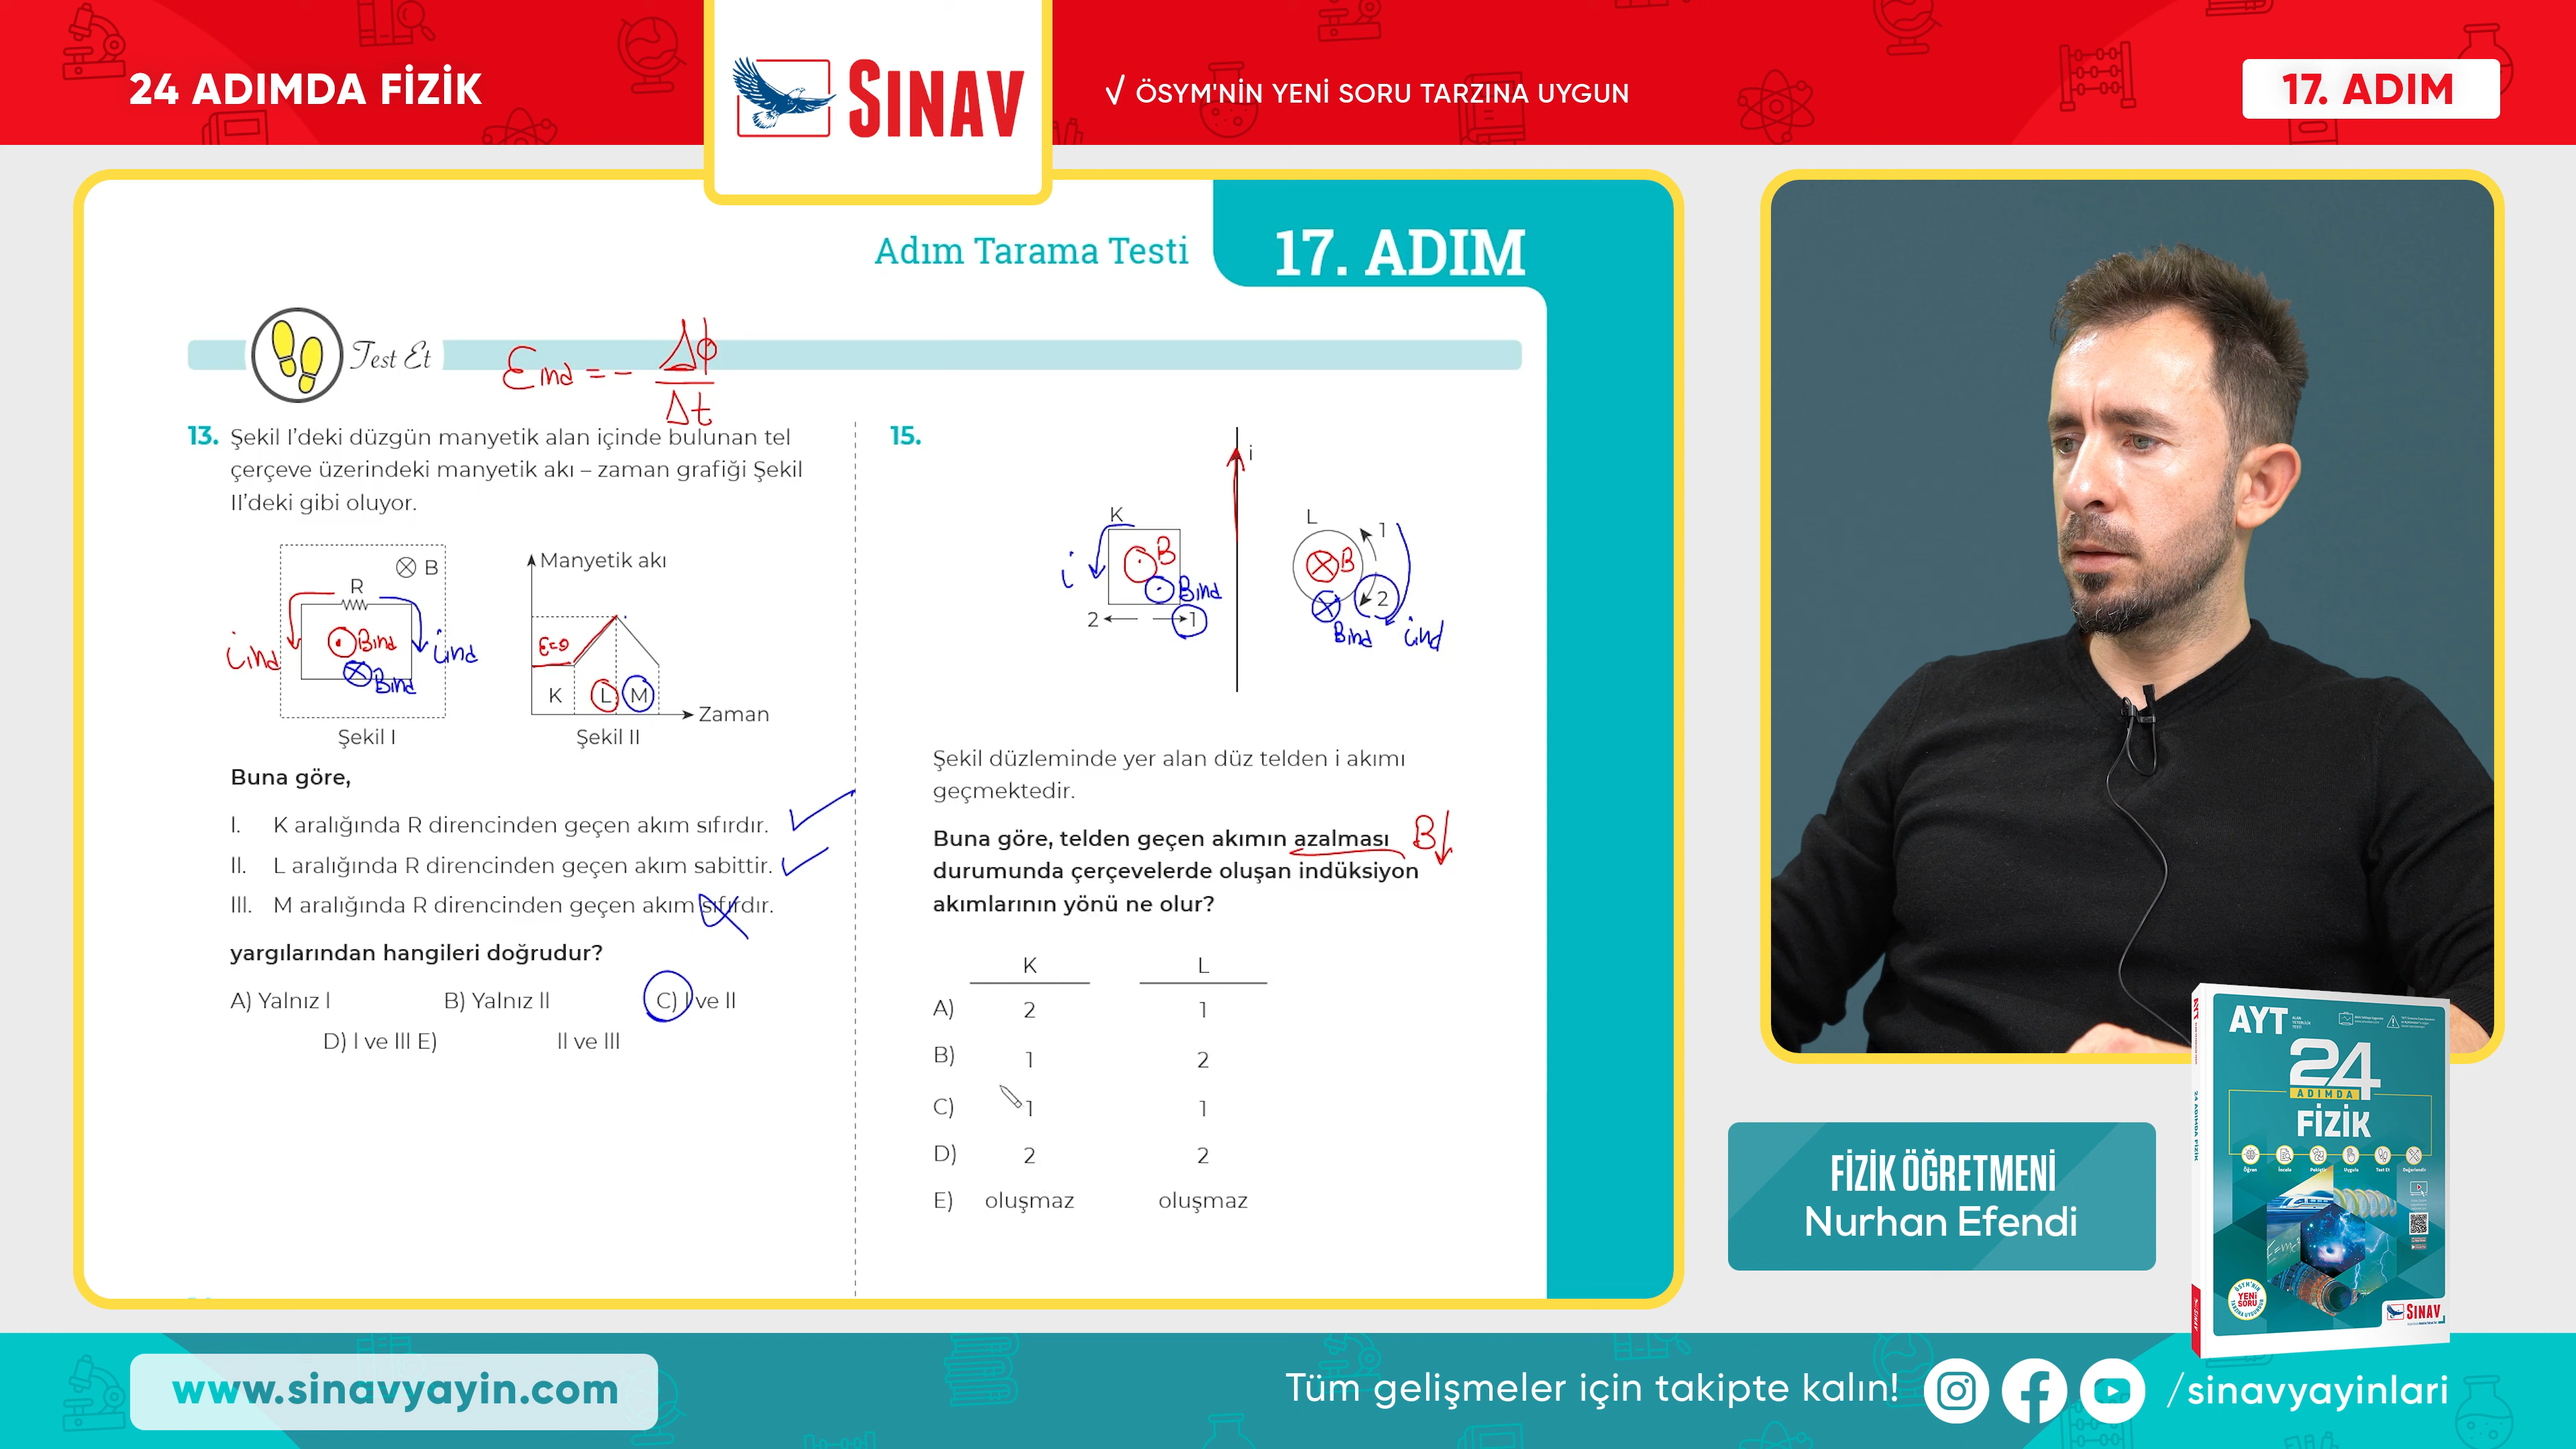 24 ADIMDA FİZİK
SINAV
√ ÖSYM'NİN YENİ SORU TARZINA UYGUN
17. ADIM
Adım Tarama Testi
17. ADIM
Test Et
Ɛind = - Δϕ
Δt
13. Şekil I'deki düzgün manyetik alan içinde bulunan tel
çerçeve üzerindeki manyetik akı – zaman grafiği Şekil
II'deki gibi oluyor.
⊗ B
R
iind
Bind
iind
Bind
Şekil I
Manyetik akı
Ɛ=0
K L M
Zaman
Şekil II
Buna göre,
I. K aralığında R direncinden geçen akım sıfırdır.
II. L aralığında R direncinden geçen akım sabittir.
III. M aralığında R direncinden geçen akım sıfırdır.
yargılarından hangileri doğrudur?
A) Yalnız I B) Yalnız II C) I ve II
D) I ve III E) II ve III
15.
i
K
i
B
Bind
2 1
L
1
B
2
Bind
iind
Şekil düzleminde yer alan düz telden i akımı
geçmektedir.
Buna göre, telden geçen akımın azalması B↓
durumunda çerçevelerde oluşan indüksiyon
akımlarının yönü ne olur?
K L
A) 2 1
B) 1 2
C) 1 1
D) 2 2
E) oluşmaz oluşmaz
FİZİK ÖĞRETMENİ
Nurhan Efendi
AYT
24
ADIMDA
FİZİK
ÖSYM'NİN
YENİ
SORU
TARZINA UYGUNDUR
SINAV
www.sinavyayin.com
Tüm gelişmeler için takipte kalın!
/sinavyayinlari